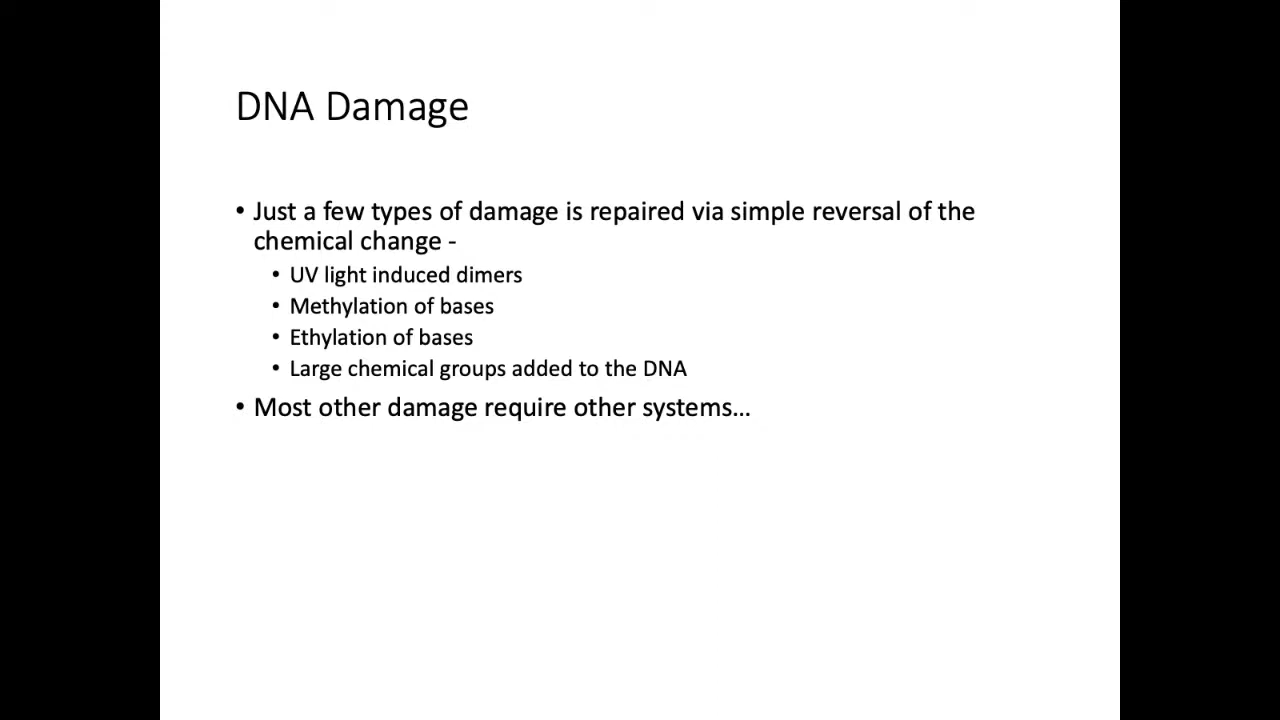 DNA Damage
• Just a few types of damage is repaired via simple reversal of the
chemical change -
• UV light induced dimers
• Methylation of bases
• Ethylation of bases
• Large chemical groups added to the DNA
• Most other damage require other systems...